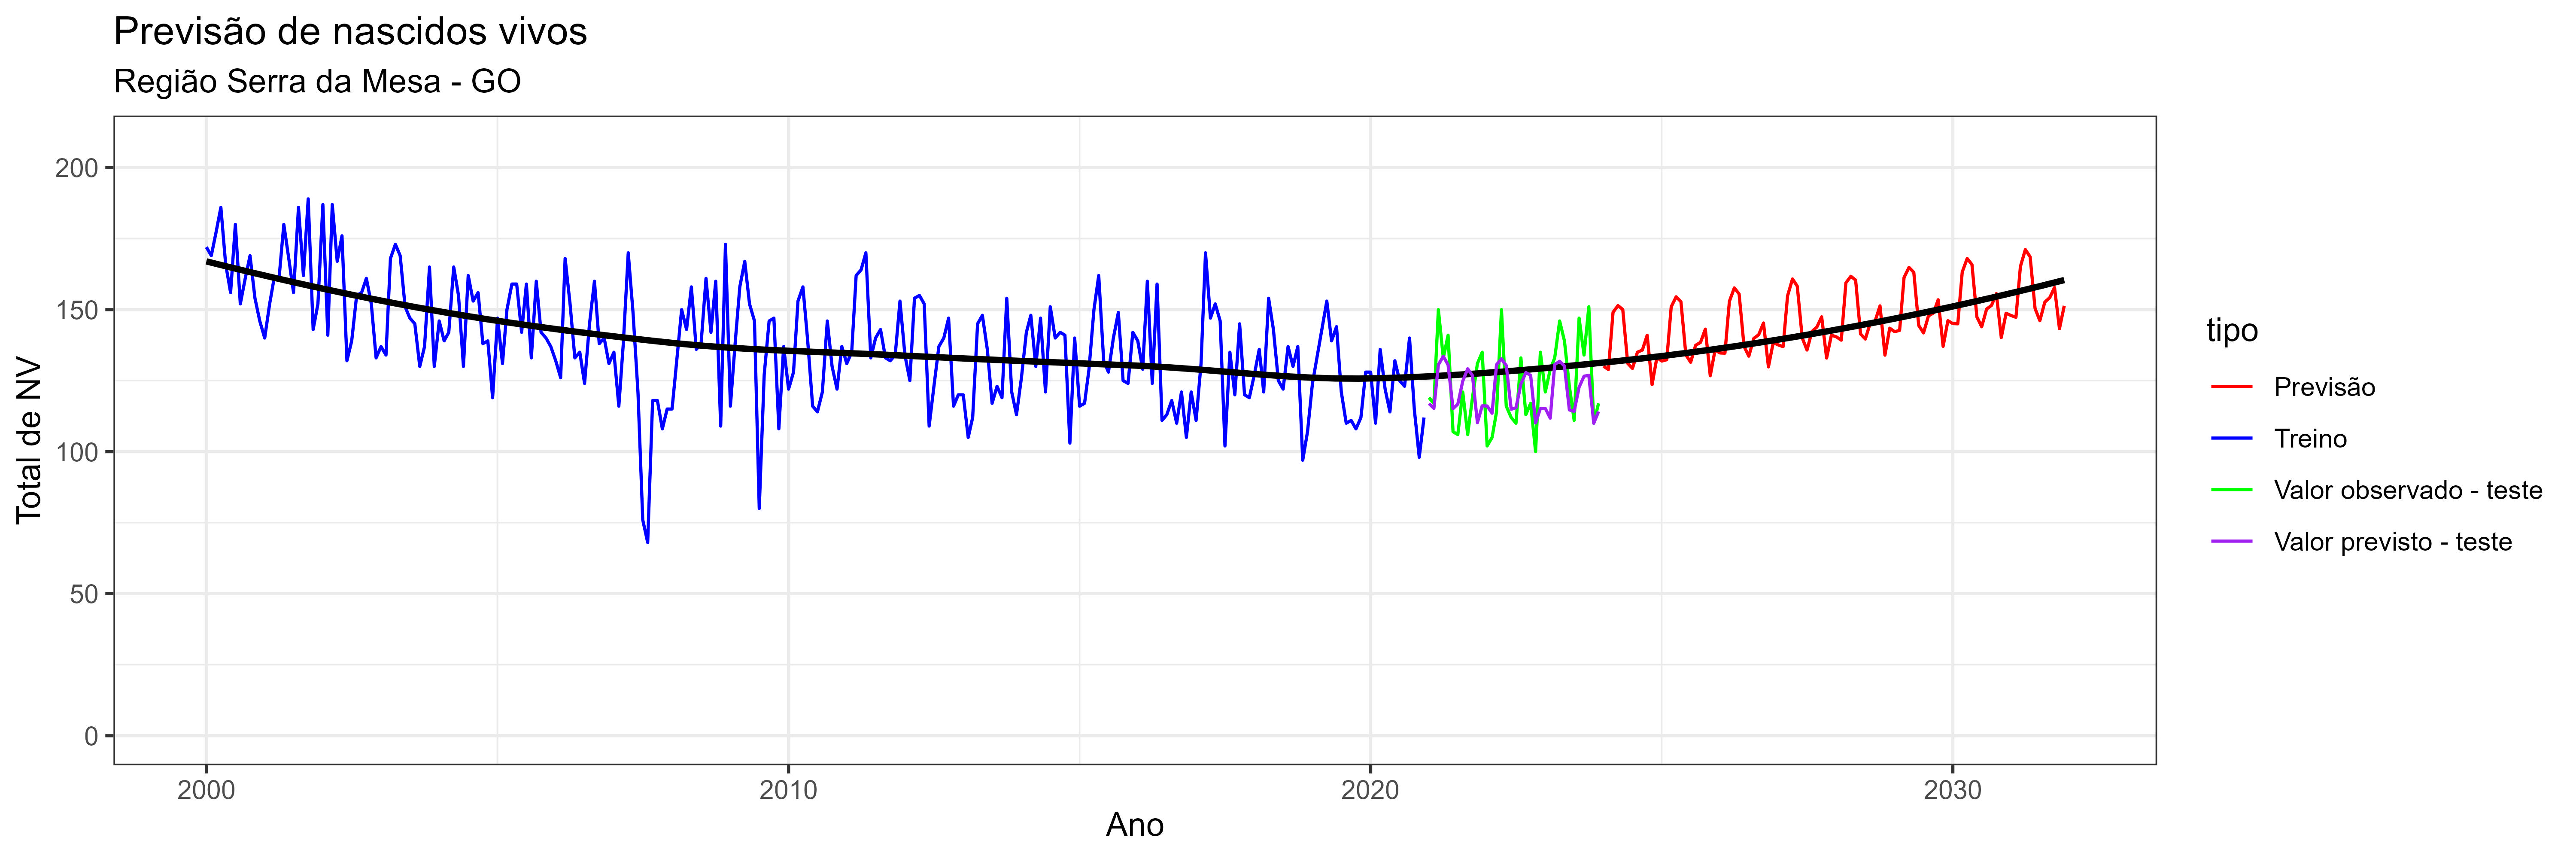 Previsão de nascidos vivos
Região Serra da Mesa - GO
Total de NV
200
150
100
50
0
2000
2010
2020
2030
Ano
tipo
Previsão
Treino
Valor observado - teste
Valor previsto - teste